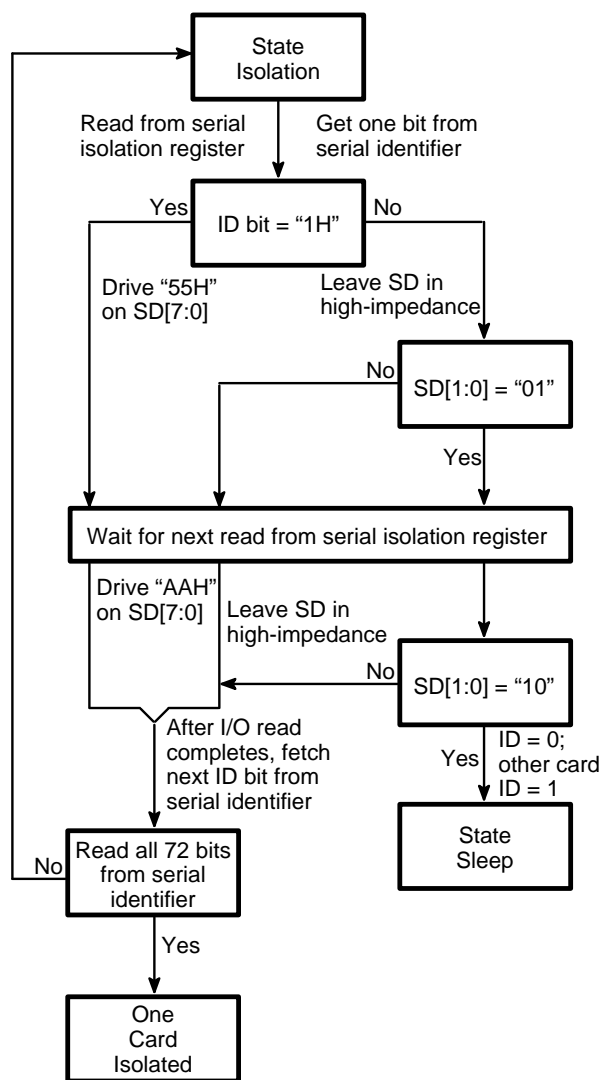 State
Isolation
Read from serial
isolation register
Get one bit from
serial identifier
Yes
ID bit = “1H”
No
Drive “55H”
on SD[7:0]
Leave SD in
high-impedance
No
SD[1:0] = “01”
Yes
Wait for next read from serial isolation register
Drive “AAH”
on SD[7:0]
Leave SD in
high-impedance
No
SD[1:0] = “10”
After I/O read
completes, fetch
next ID bit from
serial identifier
Yes
ID = 0;
other card
ID = 1
State
Sleep
No
Read all 72 bits
from serial
identifier
Yes
One
Card
Isolated